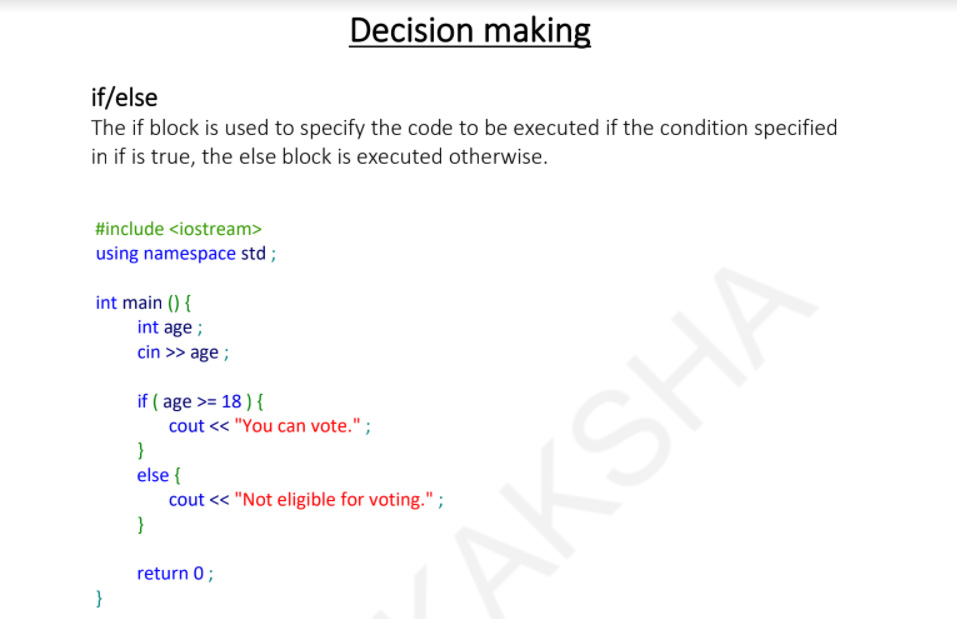 Decision making
if/else
The if block is used to specify the code to be executed if the condition specified
in if is true, the else block is executed otherwise.
#include <iostream>
using namespace std ;
int main () {
int age ;
cin >> age ;
if ( age >= 18 ) {
cout << "You can vote." ;
}
else {
cout << "Not eligible for voting." ;
}
return 0 ;
}
AKSHA